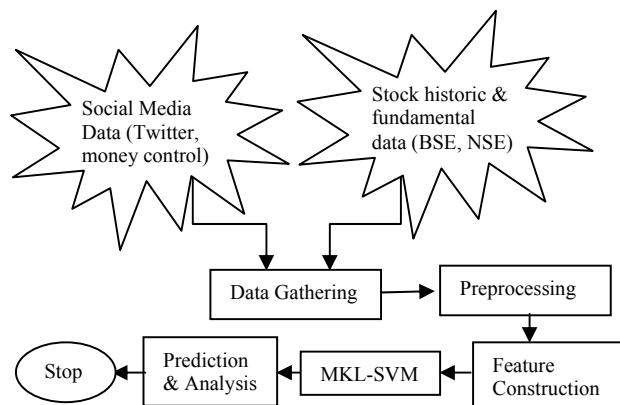 Social Media
Data (Twitter,
money control)
Stock historic &
fundamental
data (BSE, NSE)
Data Gathering
Preprocessing
Feature
Construction
MKL-SVM
Prediction
& Analysis
Stop